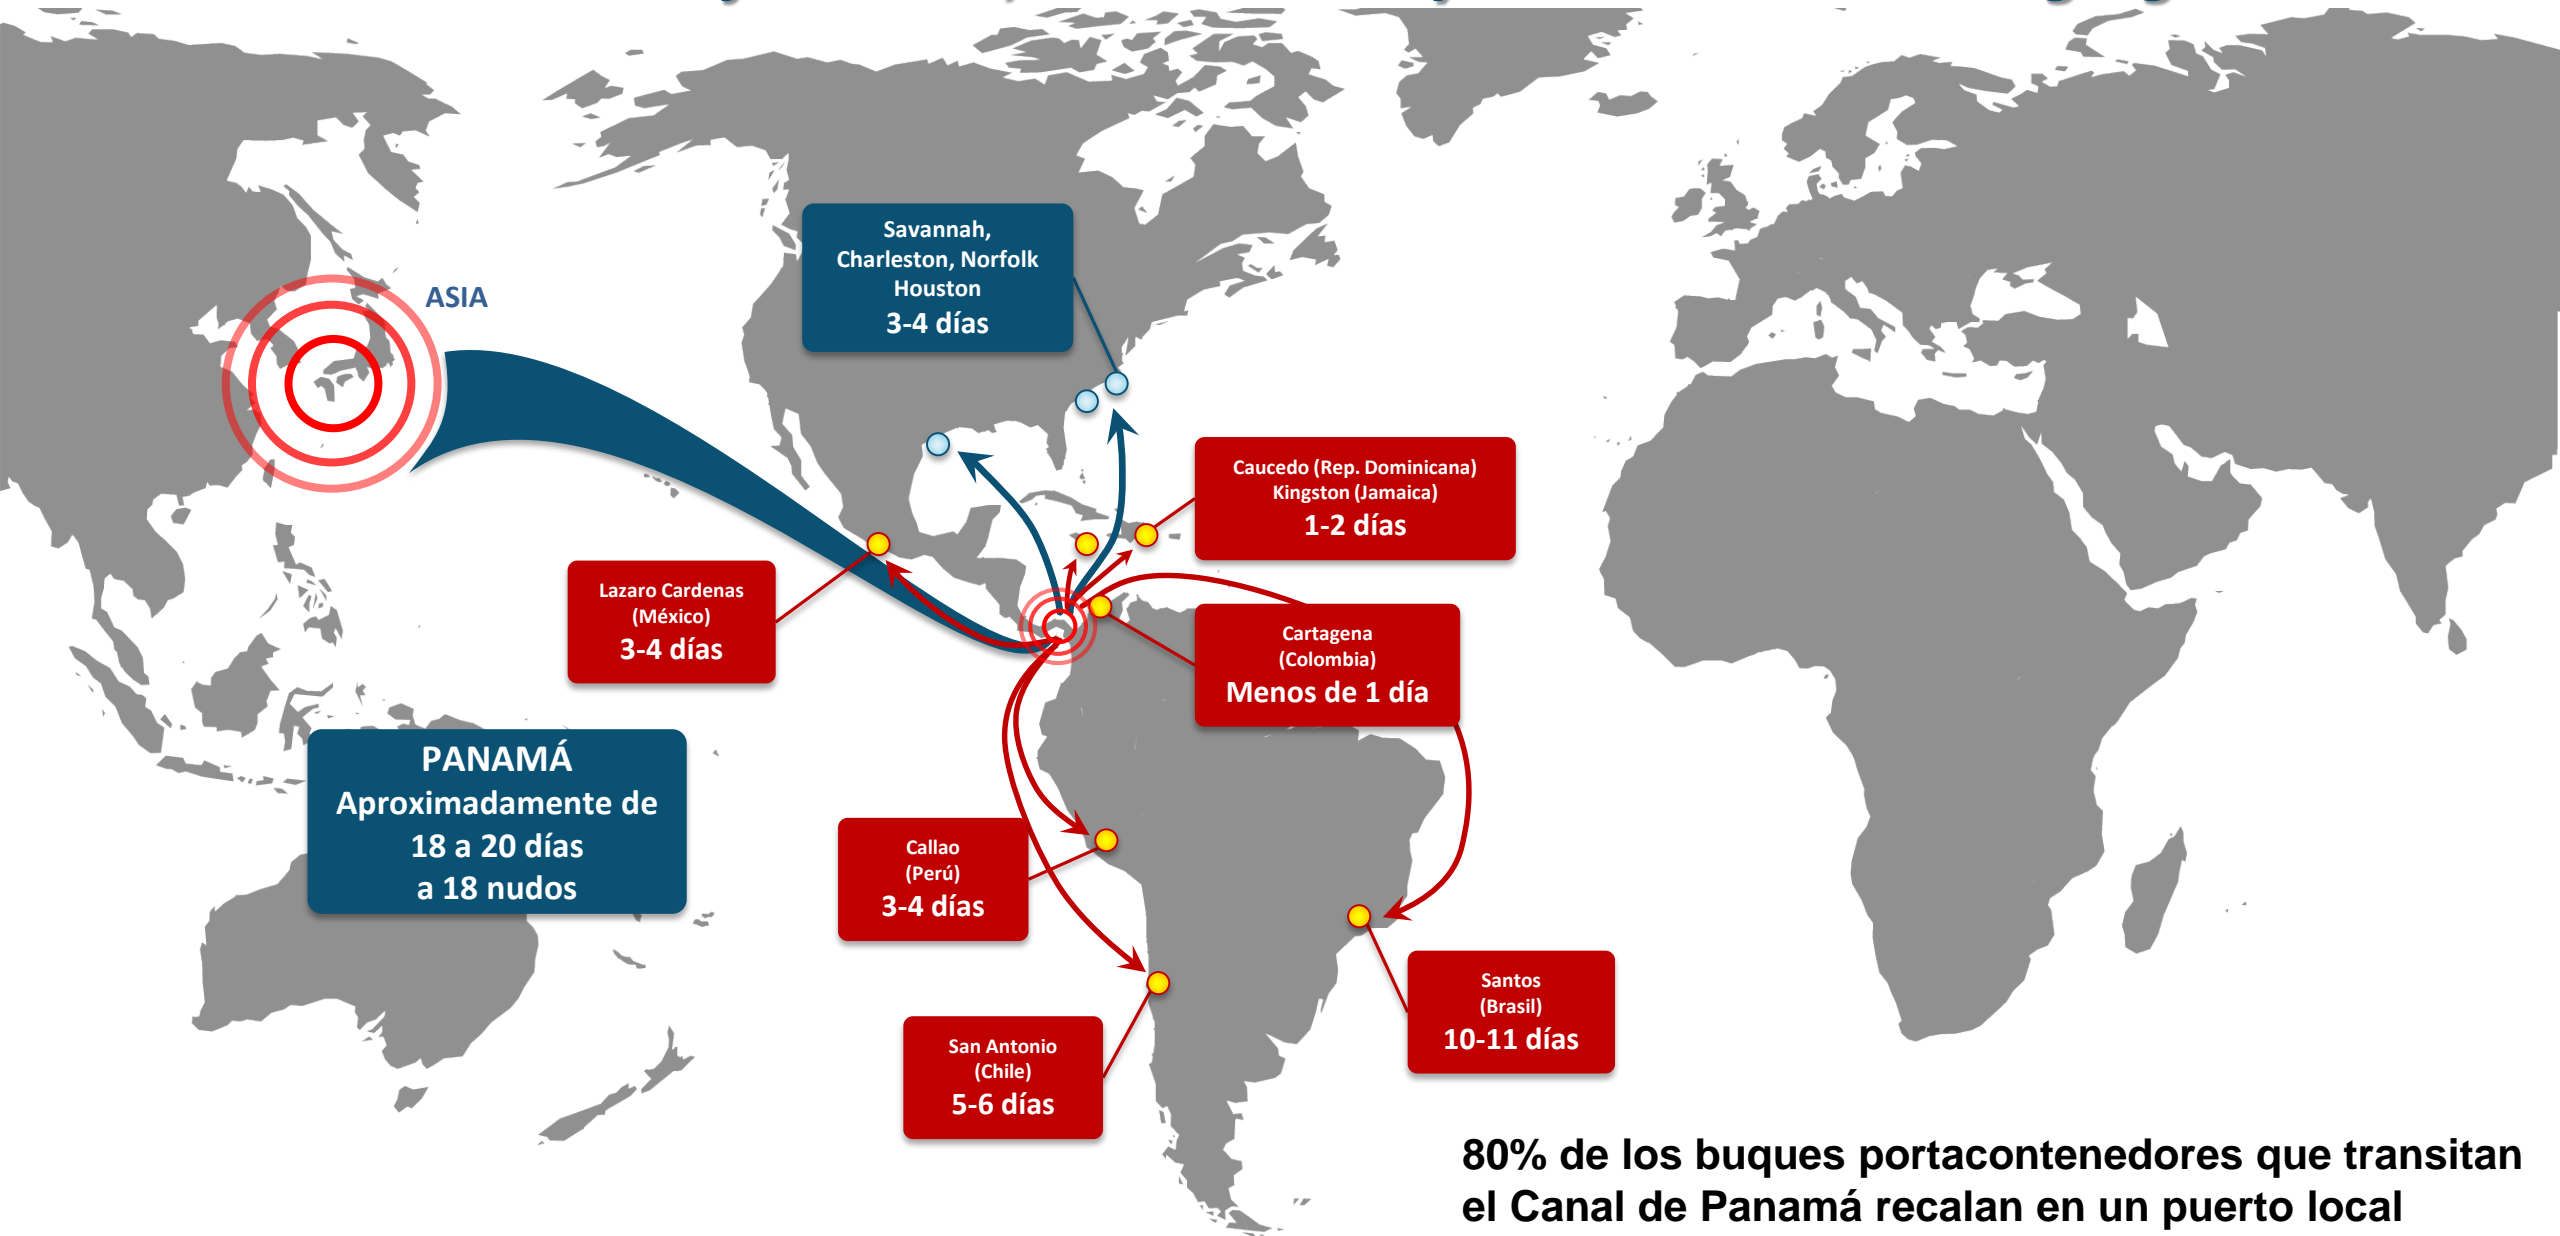 ASIA
Savannah,
Charleston, Norfolk
Houston
3-4 días
Caucedo (Rep. Dominicana)
Kingston (Jamaica)
1-2 días
Lazaro Cardenas
(México)
3-4 días
Cartagena
(Colombia)
Menos de 1 día
PANAMÁ
Aproximadamente de
18 a 20 días
a 18 nudos
Callao
(Perú)
3-4 días
Santos
(Brasil)
10-11 días
San Antonio
(Chile)
5-6 días
80% de los buques portacontenedores que transitan
el Canal de Panamá recalan en un puerto local